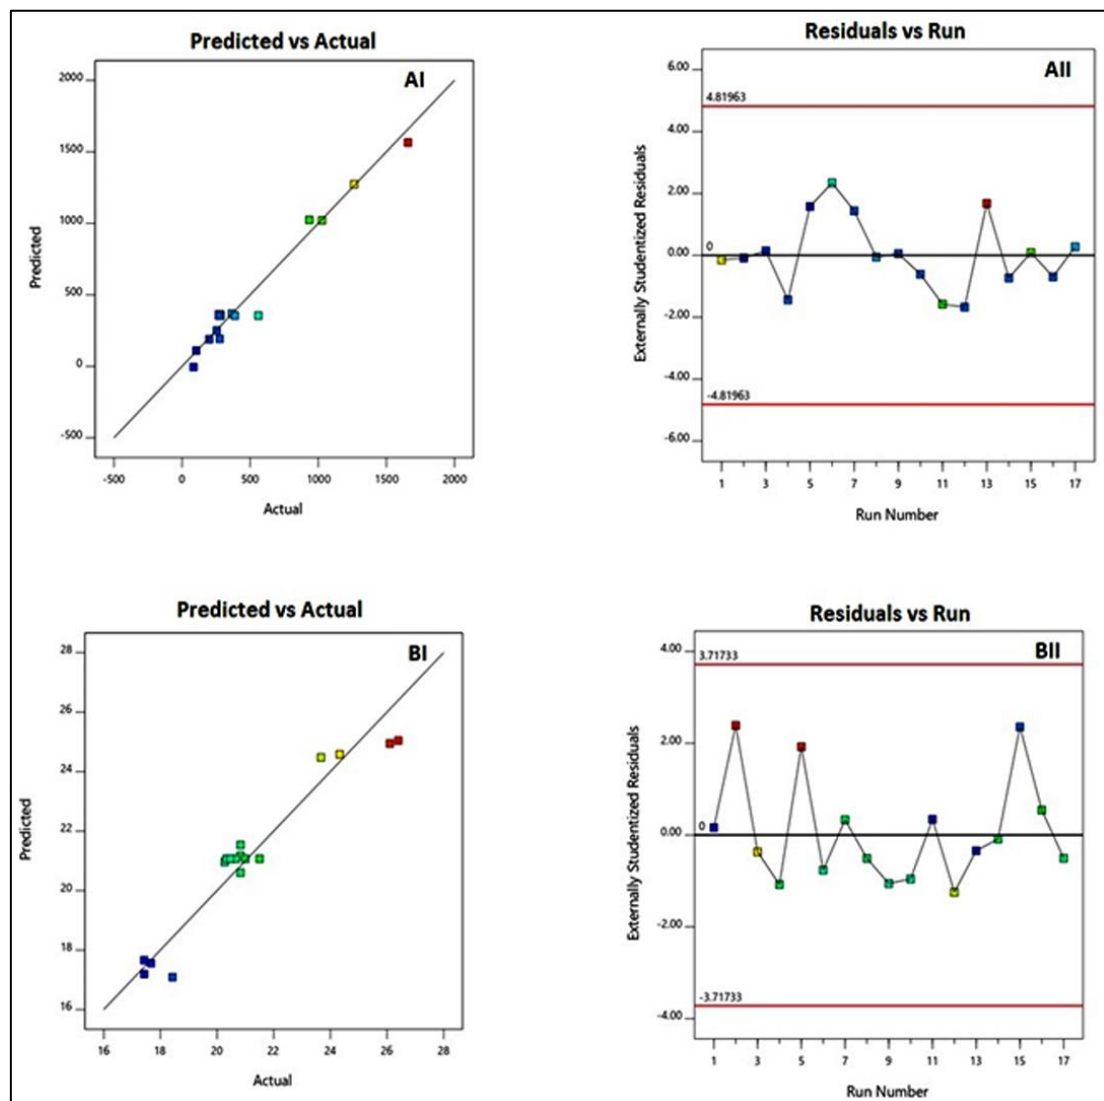 Predicted vs Actual
AI
2000
1500
1000
500
0
-500
Predicted
-500 0 500 1000 1500 2000
Actual
Residuals vs Run
AII
6.00
4.81963
4.00
2.00
0.00
0
-2.00
-4.00
-4.81963
-6.00
Externally Studentized Residuals
1 3 5 7 9 11 13 15 17
Run Number
Predicted vs Actual
BI
28
26
24
22
20
18
16
Predicted
16 18 20 22 24 26 28
Actual
Residuals vs Run
BII
4.00
3.71733
2.00
0
0.00
-2.00
-3.71733
-4.00
Externally Studentized Residuals
1 3 5 7 9 11 13 15 17
Run Number